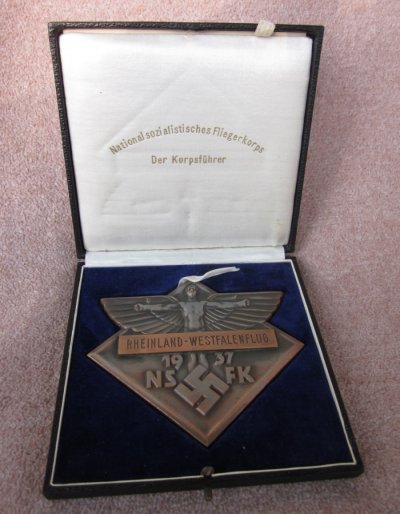 Nationalsozialistisches Fliegerkorps
Der Korpsführer
RHEINLAND-WESTFALENFLUG
19 37
NS FK